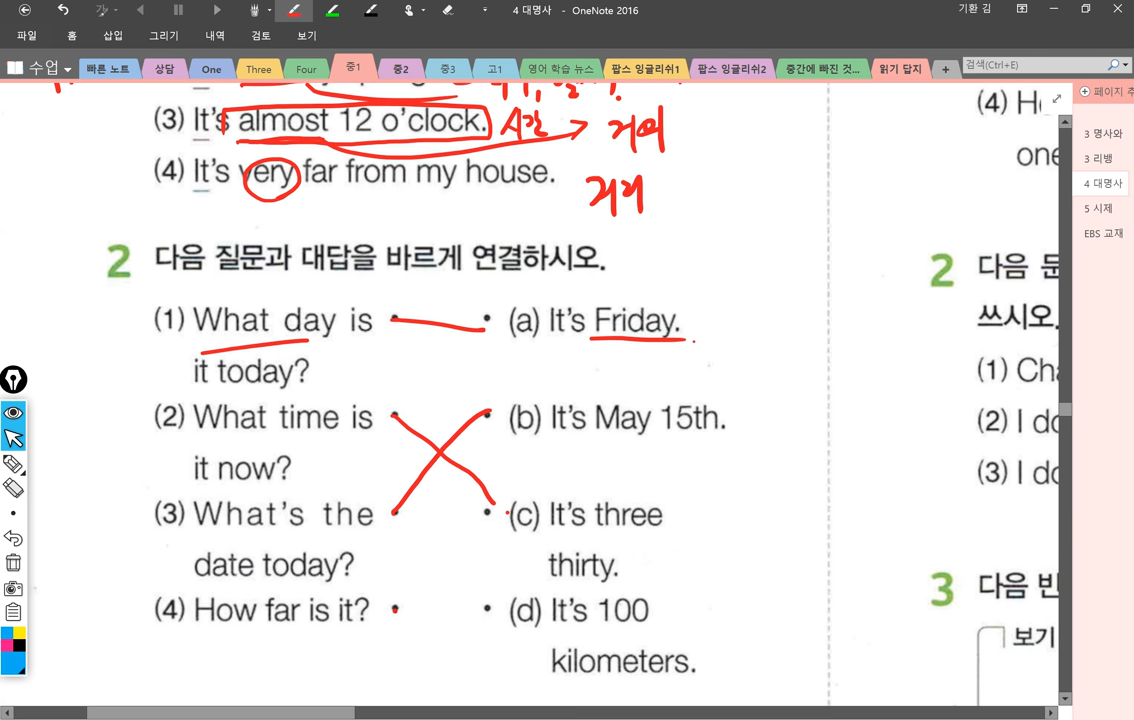 4 대명사 - OneNote 2016
기환 김
파일 홈 삽입 그리기 내역 검토 보기
수업 빠른 노트 상담 One Three Four 중1 중2 중3 고1 영어 학습 뉴스 팝스 잉글리쉬1 팝스 잉글리쉬2 중간에 빠진 것... 읽기 답지 + 검색(Ctrl+E)
페이지 추
3 명사와
3 리뱅
4 대명사
5 시제
EBS 교재
(3) It's almost 12 o'clock. 시간 거의
(4) It's very far from my house. 거리
2 다음 질문과 대답을 바르게 연결하시오.
(1) What day is (a) It's Friday.
it today?
(2) What time is (b) It's May 15th.
it now?
(3) What's the (c) It's three
date today? thirty.
(4) How far is it? (d) It's 100
kilometers.
(4) H
one
2 다음 문
쓰시오.
(1) Cha
(2) I do
(3) I do
3 다음 빈
보기